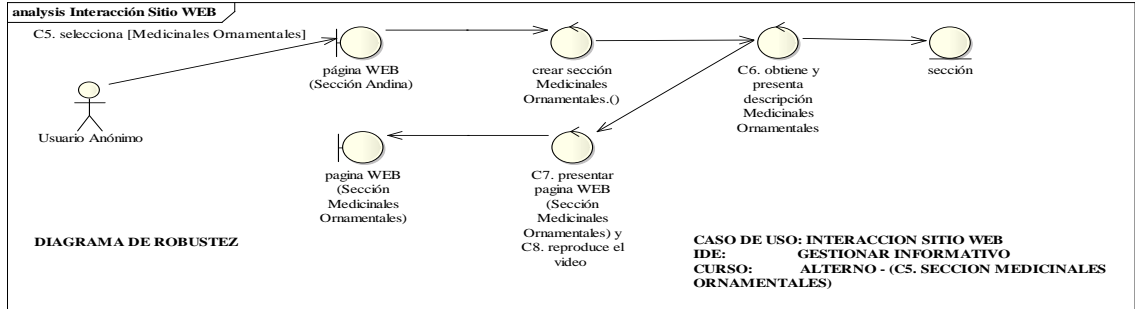 analysis Interacción Sitio WEB
C5. selecciona [Medicinales Ornamentales]
Usuario Anónimo
página WEB
(Sección Andina)
crear sección
Medicinales
Ornamentales.()
C6. obtiene y
presenta
descripción
Medicinales
Ornamentales
sección
pagina WEB
(Sección
Medicinales
Ornamentales)
C7. presentar
pagina WEB
(Sección
Medicinales
Ornamentales) y
C8. reproduce el
video
DIAGRAMA DE ROBUSTEZ
CASO DE USO: INTERACCION SITIO WEB
IDE: GESTIONAR INFORMATIVO
CURSO: ALTERNO - (C5. SECCION MEDICINALES
ORNAMENTALES)